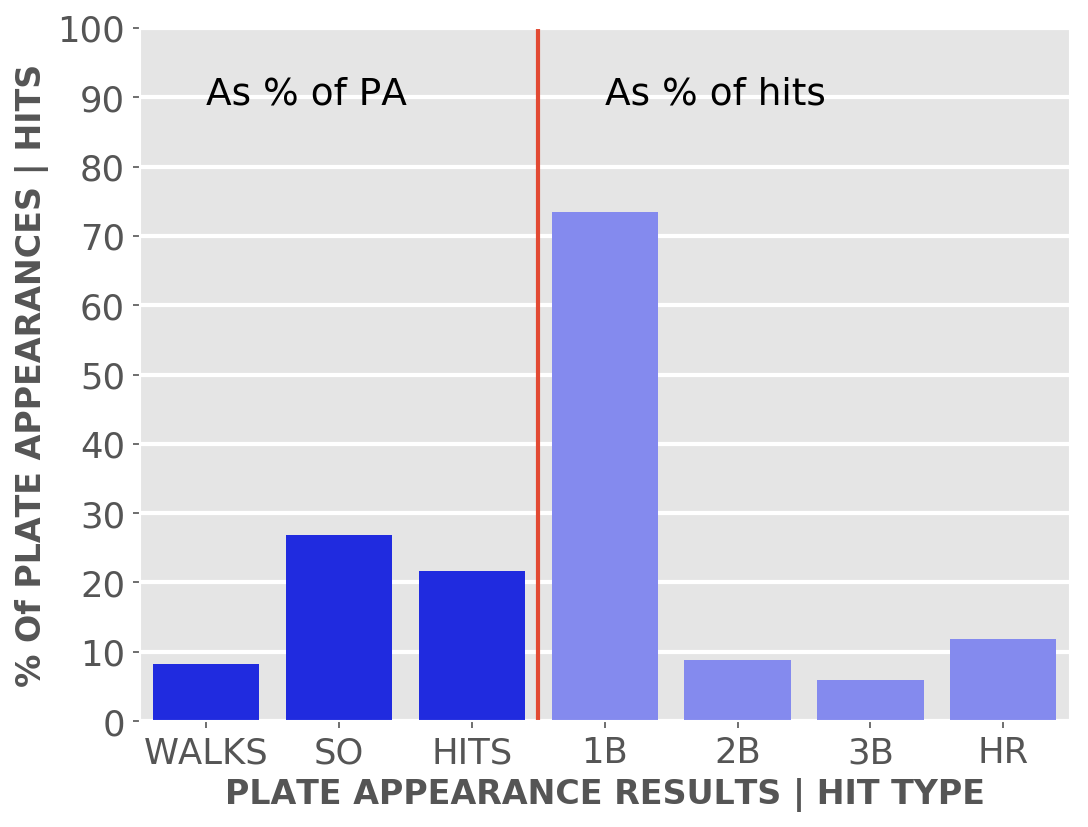 100
90
80
70
60
50
40
30
20
10
0
% Of PLATE APPEARANCES | HITS
As % of PA
As % of hits
WALKS SO HITS 1B 2B 3B HR
PLATE APPEARANCE RESULTS | HIT TYPE